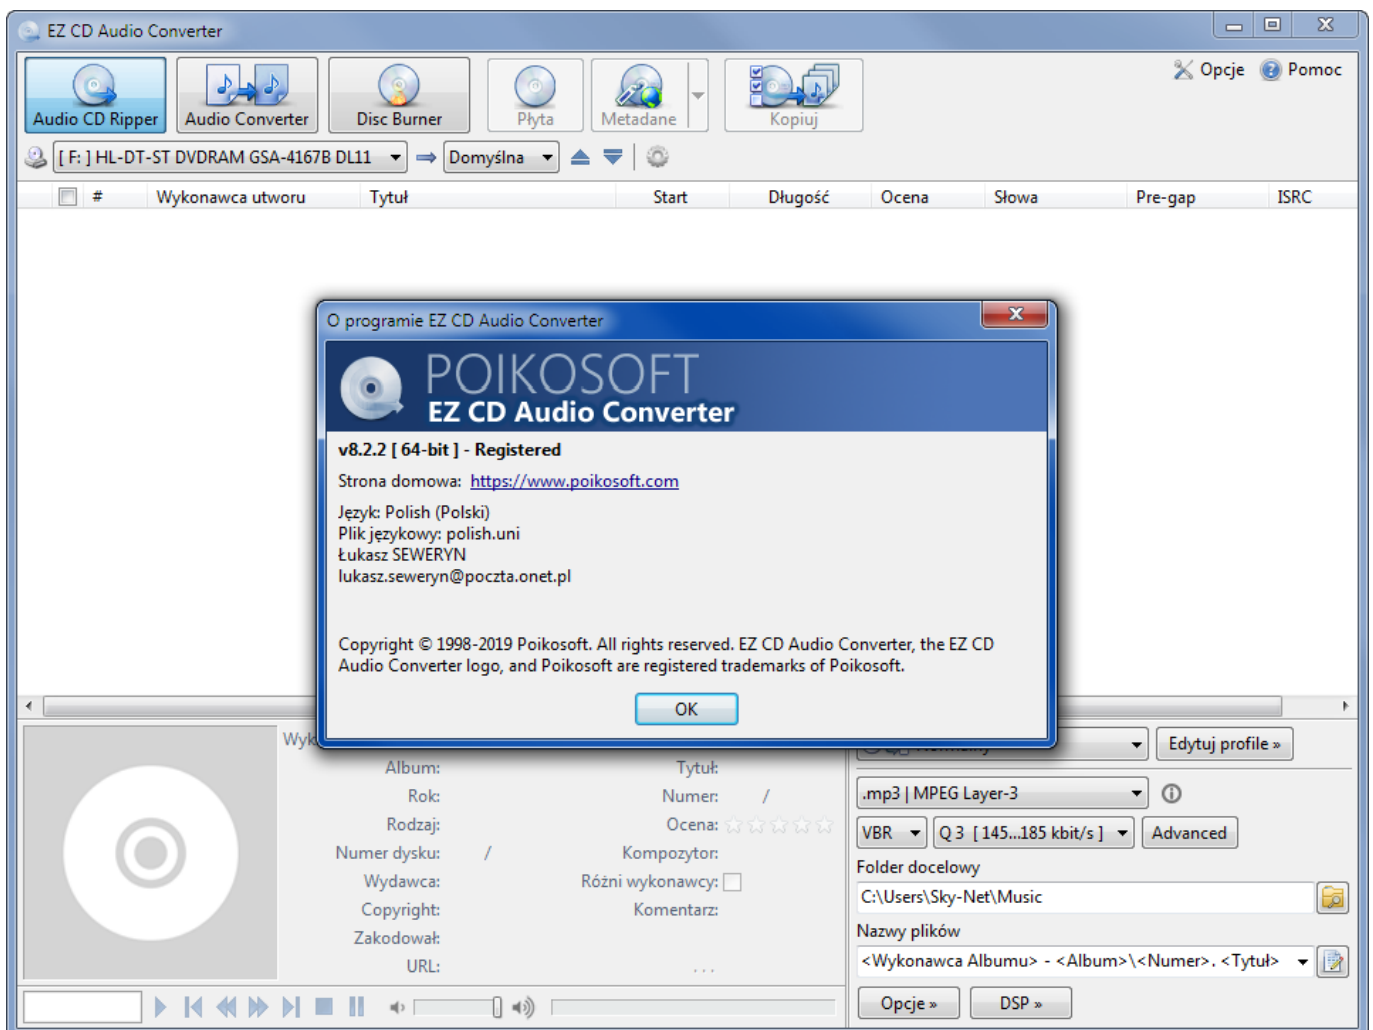 EZ CD Audio Converter
Opcje Pomoc
Audio CD Ripper Audio Converter Disc Burner Płyta Metadane Kopiuj
[ F: ] HL-DT-ST DVDRAM GSA-4167B DL11 Domyślna
# Wykonawca utworu Tytuł Start Długość Ocena Słowa Pre-gap ISRC
O programie EZ CD Audio Converter
POIKOSOFT
EZ CD Audio Converter
v8.2.2 [ 64-bit ] - Registered
Strona domowa: https://www.poikosoft.com
Język: Polish (Polski)
Plik językowy: polish.uni
Łukasz SEWERYN
lukasz.seweryn@poczta.onet.pl
Copyright © 1998-2019 Poikosoft. All rights reserved. EZ CD Audio Converter, the EZ CD
Audio Converter logo, and Poikosoft are registered trademarks of Poikosoft.
OK
Edytuj profile »
Album: Tytuł:
Rok: Numer: /
Rodzaj: Ocena:
Numer dysku: / Kompozytor:
Wydawca: Różni wykonawcy:
Copyright: Komentarz:
Zakodował:
URL: ...
.mp3 | MPEG Layer-3
VBR Q 3 [ 145...185 kbit/s ] Advanced
Folder docelowy
C:\Users\Sky-Net\Music
Nazwy plików
<Wykonawca Albumu> - <Album>\<Numer>. <Tytuł>
Opcje » DSP »